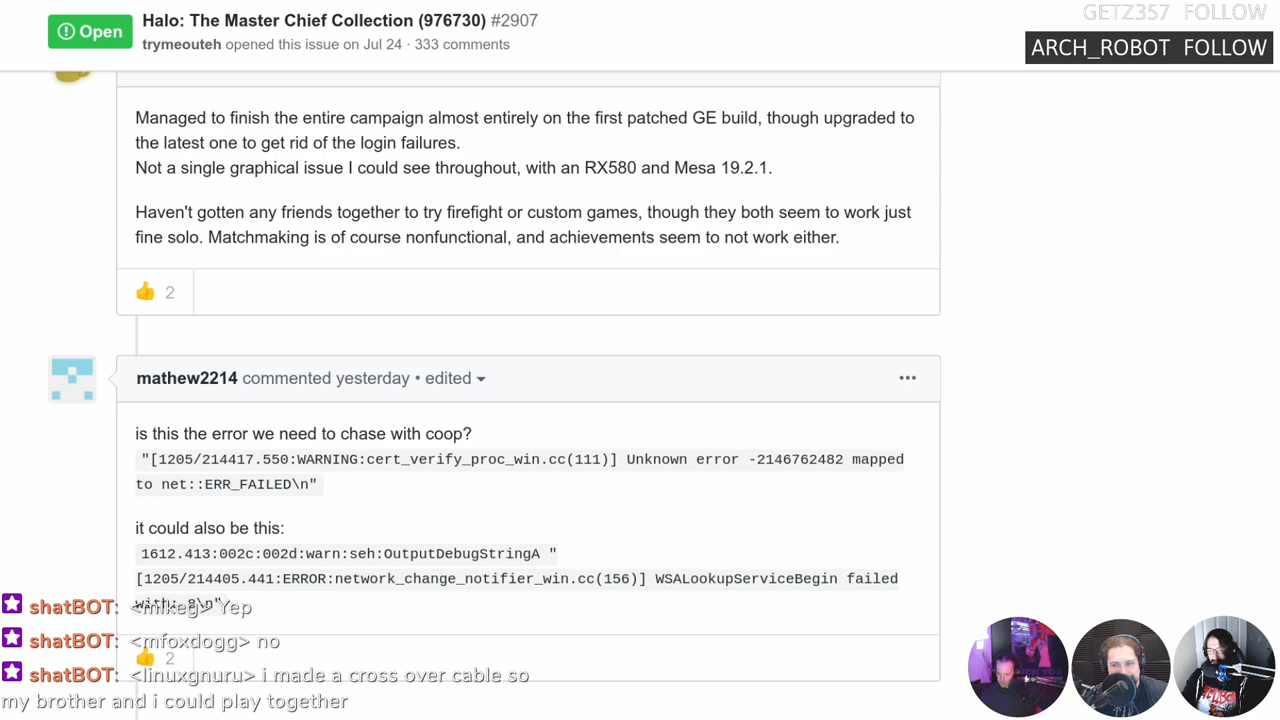 GETZ357 FOLLOW
Halo: The Master Chief Collection (976730) #2907
Open
trymeouteh opened this issue on Jul 24 · 333 comments
ARCH_ROBOT FOLLOW
Managed to finish the entire campaign almost entirely on the first patched GE build, though upgraded to
the latest one to get rid of the login failures.
Not a single graphical issue I could see throughout, with an RX580 and Mesa 19.2.1.
Haven't gotten any friends together to try firefight or custom games, though they both seem to work just
fine solo. Matchmaking is of course nonfunctional, and achievements seem to not work either.
👍 2
mathew2214 commented yesterday • edited
is this the error we need to chase with coop?
"[1205/214417.550:WARNING:cert_verify_proc_win.cc(111)] Unknown error -2146762482 mapped
to net::ERR_FAILED\n"
it could also be this:
1612.413:002c:002d:warn:seh:OutputDebugStringA "
[1205/214405.441:ERROR:network_change_notifier_win.cc(156)] WSALookupServiceBegin failed
with: 8\n"
shatBOT: <mikeg> Yep
shatBOT: <mfoxdogg> no
👍 2
shatBOT: <linuxgnuru> i made a cross over cable so
my brother and i could play together